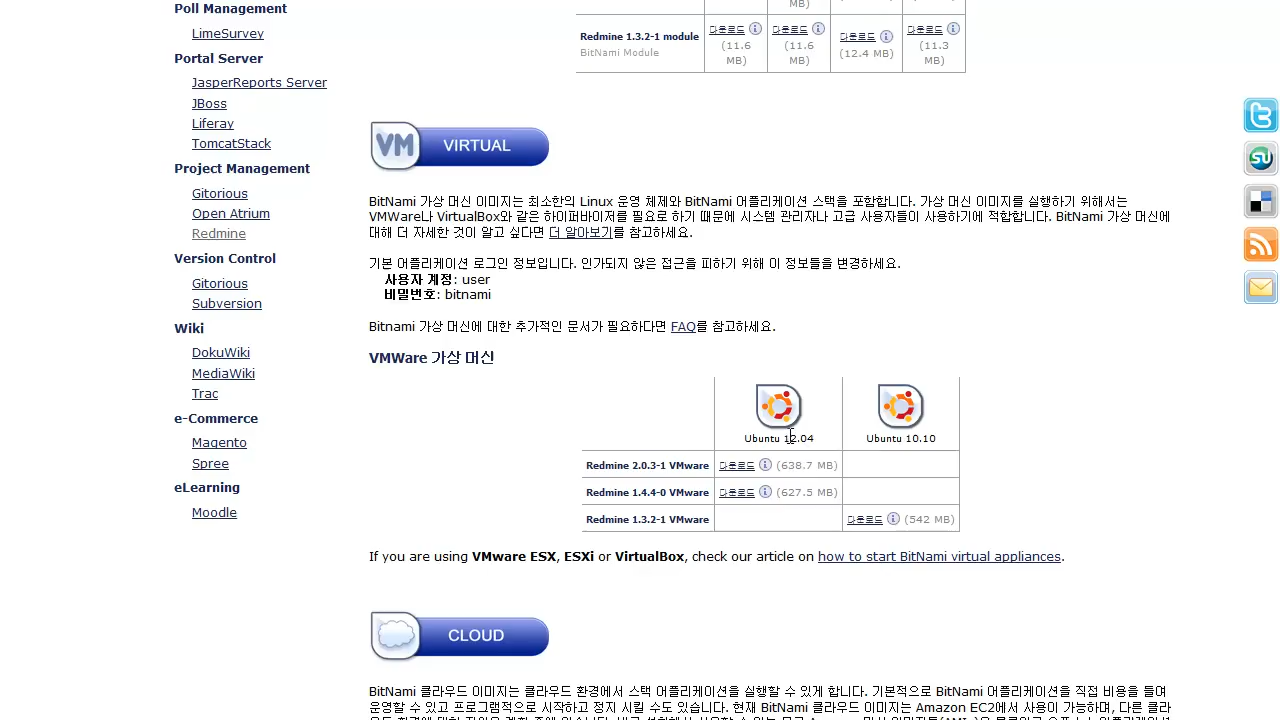 Poll Management
LimeSurvey
Portal Server
JasperReports Server
JBoss
Liferay
TomcatStack
Project Management
Gitorious
Open Atrium
Redmine
Version Control
Gitorious
Subversion
Wiki
DokuWiki
MediaWiki
Trac
e-Commerce
Magento
Spree
eLearning
Moodle
MB) MB) MB)
Redmine 1.3.2-1 module
BitNami Module
다운로드 (11.6 MB)
다운로드 (11.6 MB)
다운로드 (12.4 MB)
다운로드 (11.3 MB)
VM VIRTUAL
BitNami 가상 머신 이미지는 최소한의 Linux 운영 체제와 BitNami 어플리케이션 스택을 포함합니다. 가상 머신 이미지를 실행하기 위해서는
VMWare나 VirtualBox와 같은 하이퍼바이저를 필요로 하기 때문에 시스템 관리자나 고급 사용자들이 사용하기에 적합합니다. BitNami 가상 머신에
대해 더 자세한 것이 알고 싶다면 더 알아보기를 참고하세요.
기본 어플리케이션 로그인 정보입니다. 인가되지 않은 접근을 피하기 위해 이 정보들을 변경하세요.
사용자 계정: user
비밀번호: bitnami
Bitnami 가상 머신에 대한 추가적인 문서가 필요하다면 FAQ를 참고하세요.
VMWare 가상 머신
Ubuntu 12.04 Ubuntu 10.10
Redmine 2.0.3-1 VMware 다운로드 (638.7 MB)
Redmine 1.4.4-0 VMware 다운로드 (627.5 MB)
Redmine 1.3.2-1 VMware 다운로드 (542 MB)
If you are using VMware ESX, ESXi or VirtualBox, check our article on how to start BitNami virtual appliances.
CLOUD
BitNami 클라우드 이미지는 클라우드 환경에서 스택 어플리케이션을 실행할 수 있게 합니다. 기본적으로 BitNami 어플리케이션을 직접 비용을 들여
운영할 수 있고 프로그램적으로 시작하고 정지 시킬 수도 있습니다. 현재 BitNami 클라우드 이미지는 Amazon EC2에서 사용이 가능하며, 다른 클라